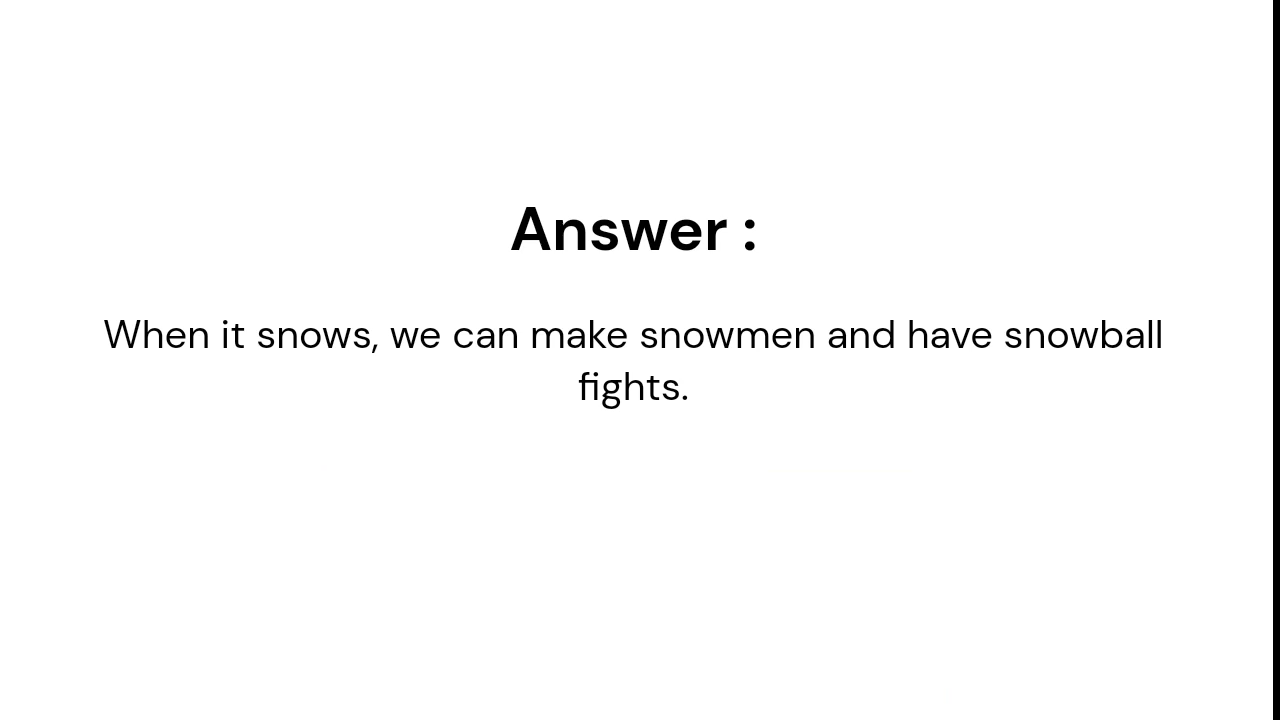 Answer :
When it snows, we can make snowmen and have snowball
fights.